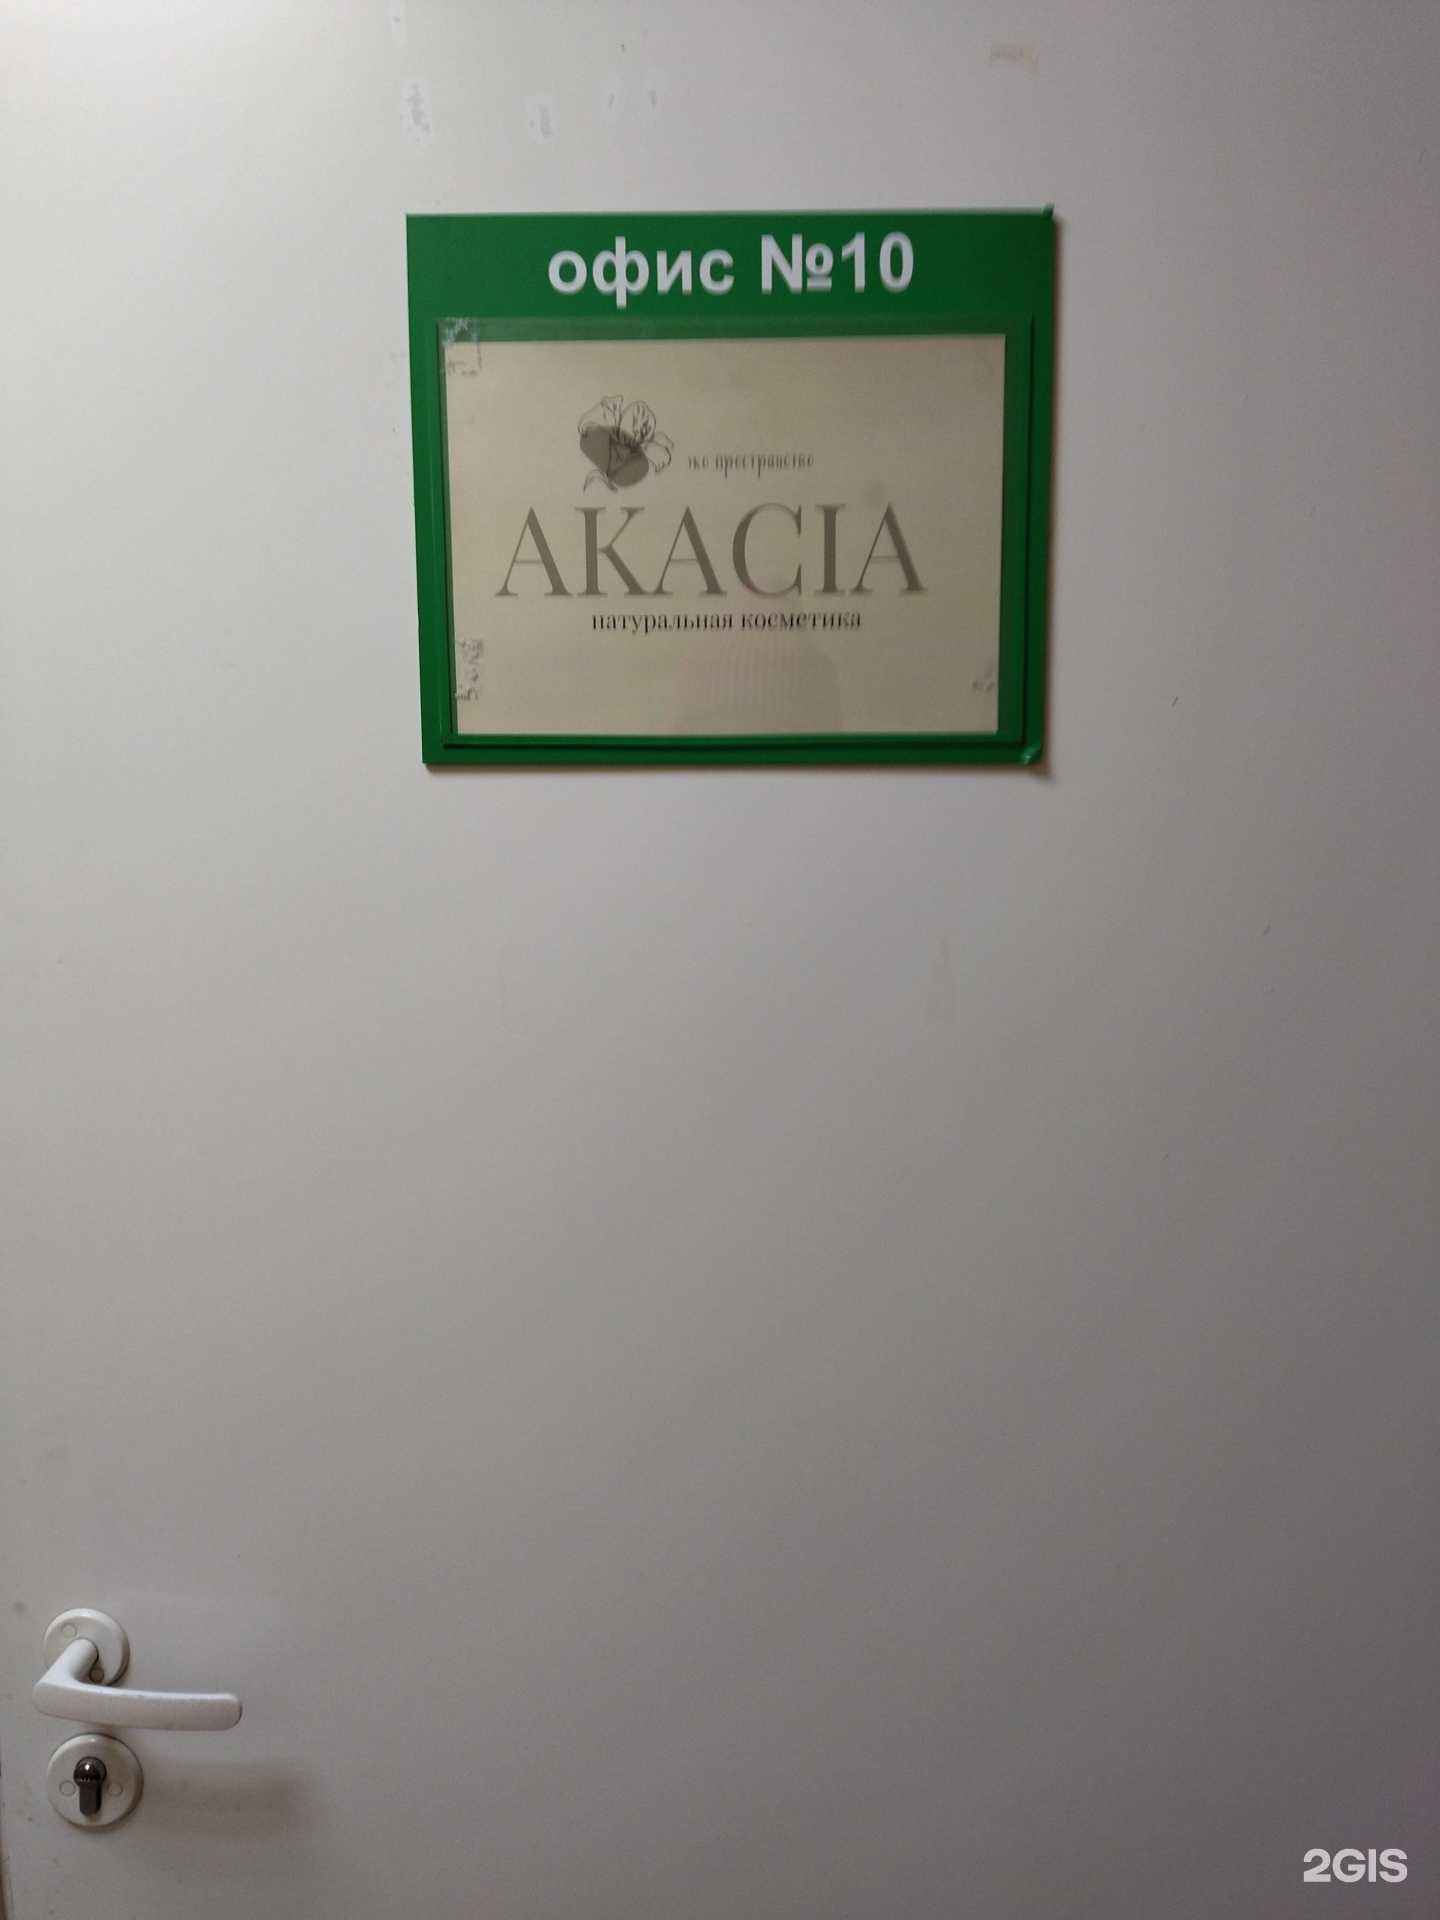 офис №10
эко пространство
AKACIA
натуральная косметика
2GIS